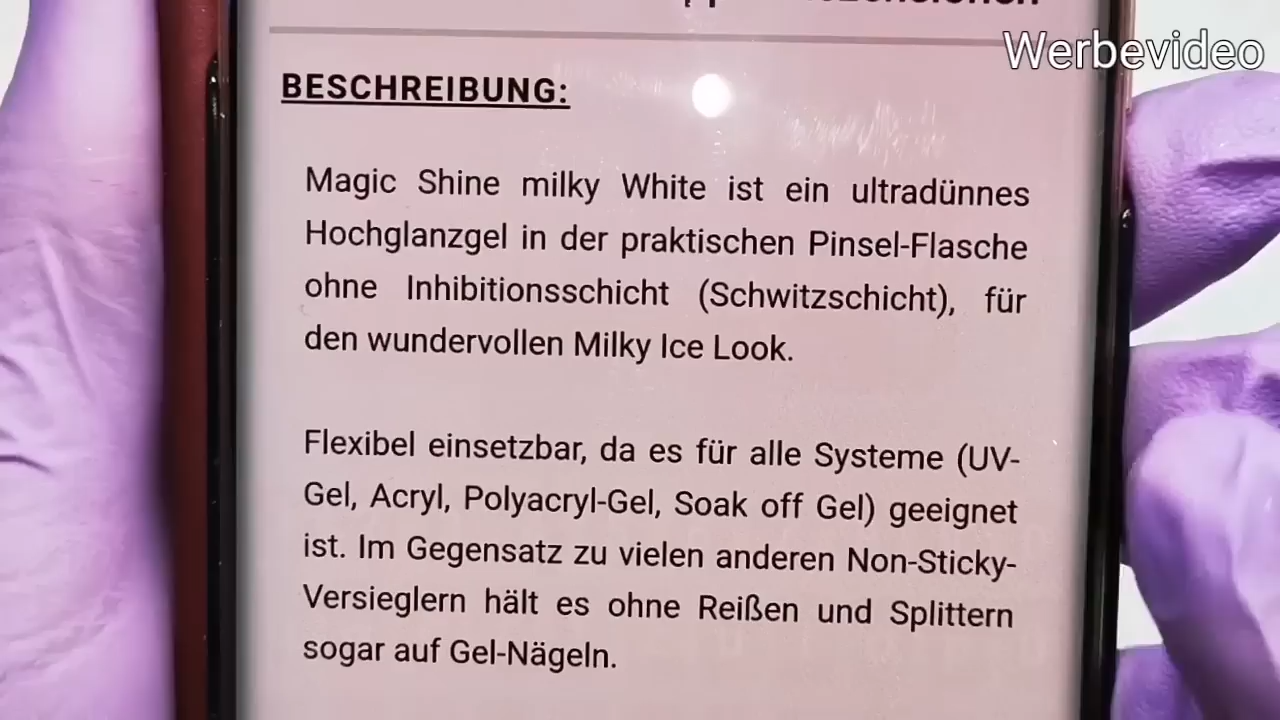 Werbevideo
BESCHREIBUNG:
Magic Shine milky White ist ein ultradünnes
Hochglanzgel in der praktischen Pinsel-Flasche
ohne Inhibitionsschicht (Schwitzschicht), für
den wundervollen Milky Ice Look.
Flexibel einsetzbar, da es für alle Systeme (UV-
Gel, Acryl, Polyacryl-Gel, Soak off Gel) geeignet
ist. Im Gegensatz zu vielen anderen Non-Sticky-
Versieglern hält es ohne Reißen und Splittern
sogar auf Gel-Nägeln.